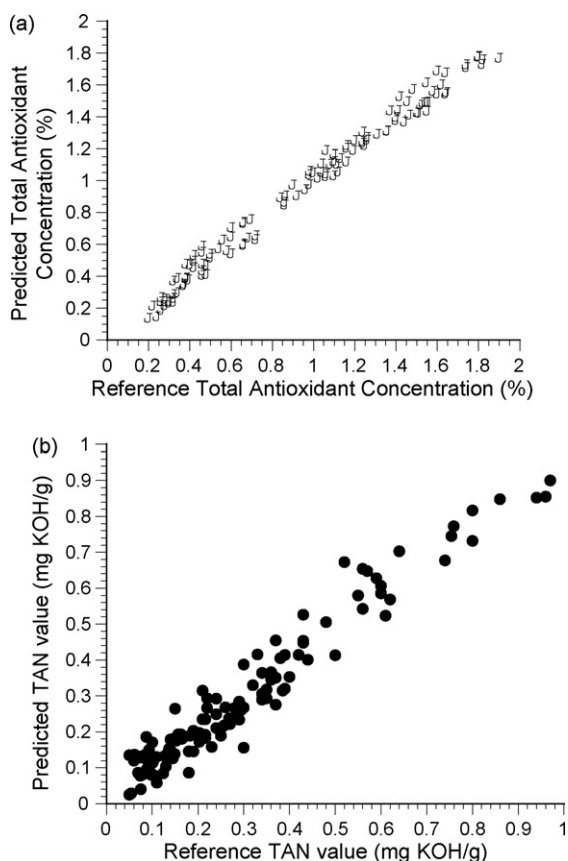 (a)
Predicted Total Antioxidant
Concentration (%)
2
1.8
1.6
1.4
1.2
1
0.8
0.6
0.4
0.2
0
0 0.2 0.4 0.6 0.8 1 1.2 1.4 1.6 1.8 2
Reference Total Antioxidant Concentration (%)
(b)
Predicted TAN value (mg KOH/g)
1
0.9
0.8
0.7
0.6
0.5
0.4
0.3
0.2
0.1
0
0 0.1 0.2 0.3 0.4 0.5 0.6 0.7 0.8 0.9 1
Reference TAN value (mg KOH/g)